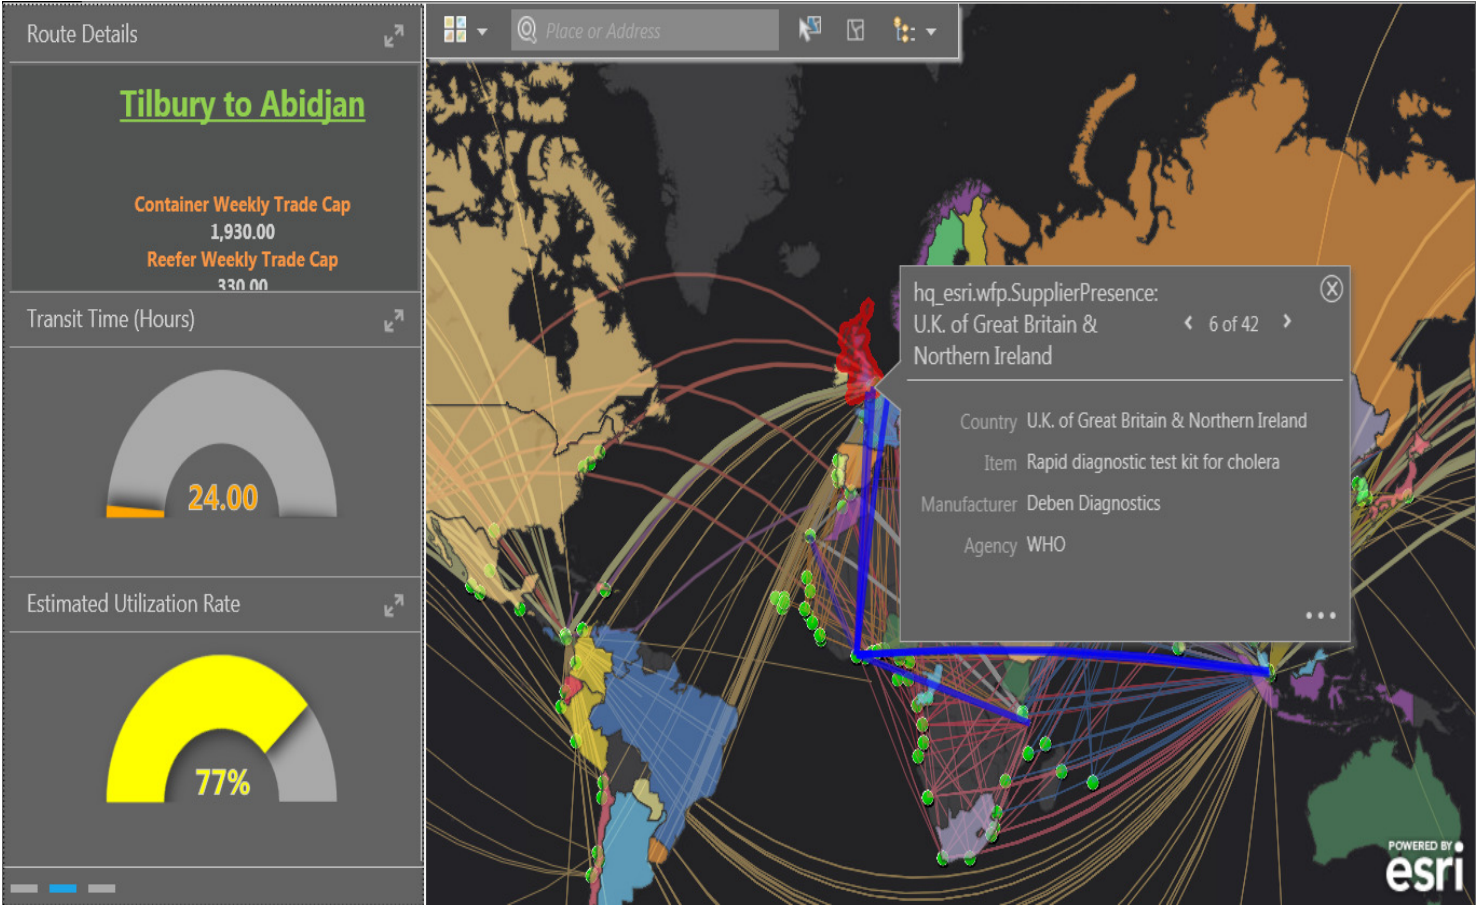 Route Details
Tilbury to Abidjan
Container Weekly Trade Cap
1,930.00
Reefer Weekly Trade Cap
330.00
Transit Time (Hours)
24.00
Estimated Utilization Rate
77%
Place or Address
hq_esri.wfp.SupplierPresence:
U.K. of Great Britain &
Northern Ireland
6 of 42
Country U.K. of Great Britain & Northern Ireland
Item Rapid diagnostic test kit for cholera
Manufacturer Deben Diagnostics
Agency WHO
POWERED BY
esri